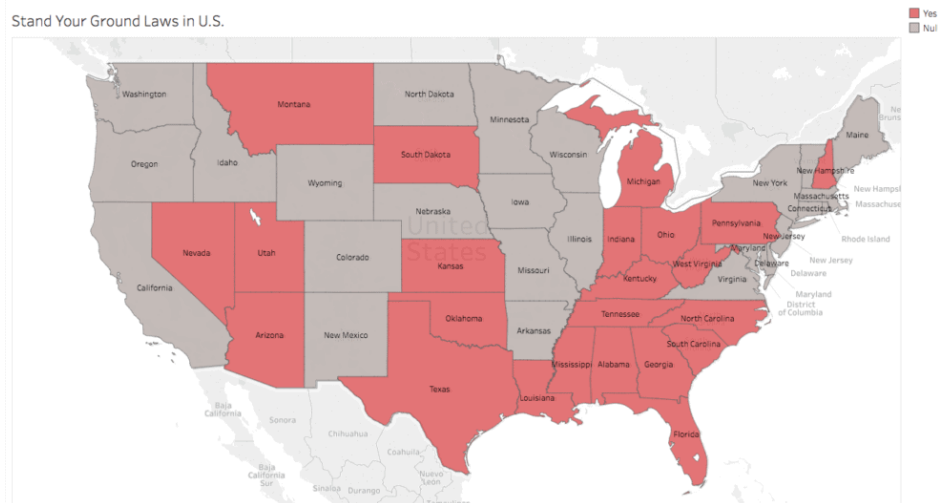 Stand Your Ground Laws in U.S.
Yes
Nul
Washington
Montana
North Dakota
Minnesota
Maine
Oregon
Idaho
South Dakota
Wisconsin
Michigan
New York
New Hampshire
Massachusetts
Connecticut
New Hampsl
Massachuse
Rhode Island
Wyoming
Nebraska
Iowa
Pennsylvania
New Jersey
United
States
Nevada
Utah
Colorado
Kansas
Missouri
Illinois
Indiana
Ohio
West Virginia
Maryland
Delaware
New Jersey
Delaware
Maryland
District
of Columbia
California
Kentucky
Virginia
Arizona
New Mexico
Oklahoma
Arkansas
Tennessee
North Carolina
South Carolina
Texas
Louisiana
Mississippi
Alabama
Georgia
Florida
Baja
California
Sonora
Chihuahua
Coahuila
Baja
California
Sur
Sinaloa
Durango
Nuevo
Leon